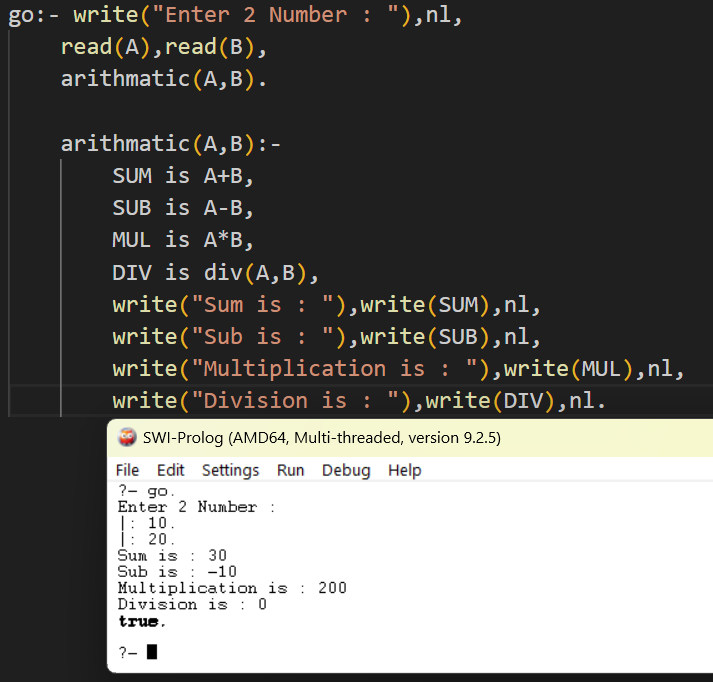 go:- write("Enter 2 Number : "),nl,
read(A),read(B),
arithmatic(A,B).
arithmatic(A,B):-
SUM is A+B,
SUB is A-B,
MUL is A*B,
DIV is div(A,B),
write("Sum is : "),write(SUM),nl,
write("Sub is : "),write(SUB),nl,
write("Multiplication is : "),write(MUL),nl,
write("Division is : "),write(DIV),nl.
SWI-Prolog (AMD64, Multi-threaded, version 9.2.5)
File Edit Settings Run Debug Help
?- go.
Enter 2 Number :
|: 10.
|: 20.
Sum is : 30
Sub is : -10
Multiplication is : 200
Division is : 0
true.
?-